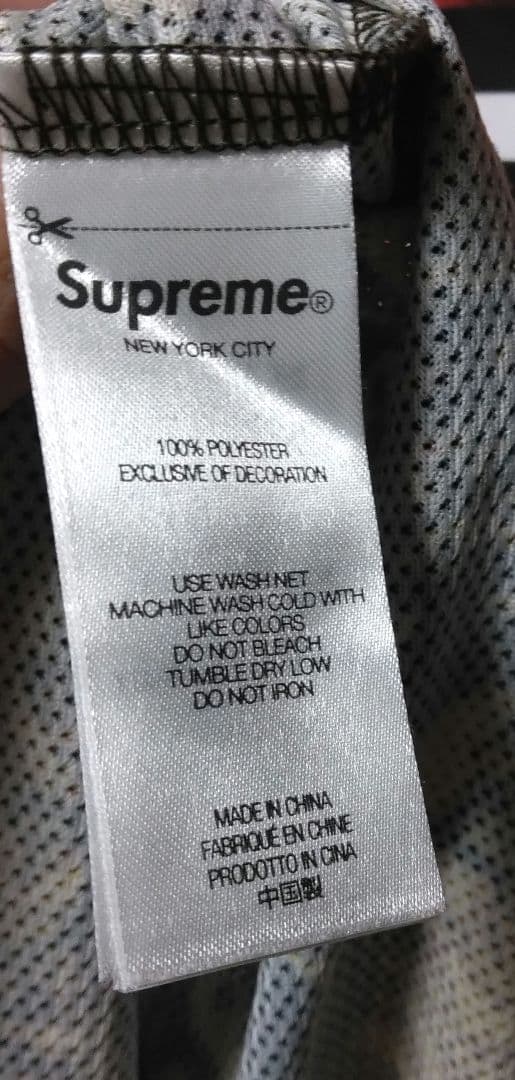 Supreme®
NEW YORK CITY
100% POLYESTER
EXCLUSIVE OF DECORATION
USE WASH NET
MACHINE WASH COLD WITH
LIKE COLORS
DO NOT BLEACH
TUMBLE DRY LOW
DO NOT IRON
MADE IN CHINA
FABRIQUÉ EN CHINE
PRODOTTO IN CINA
中国製